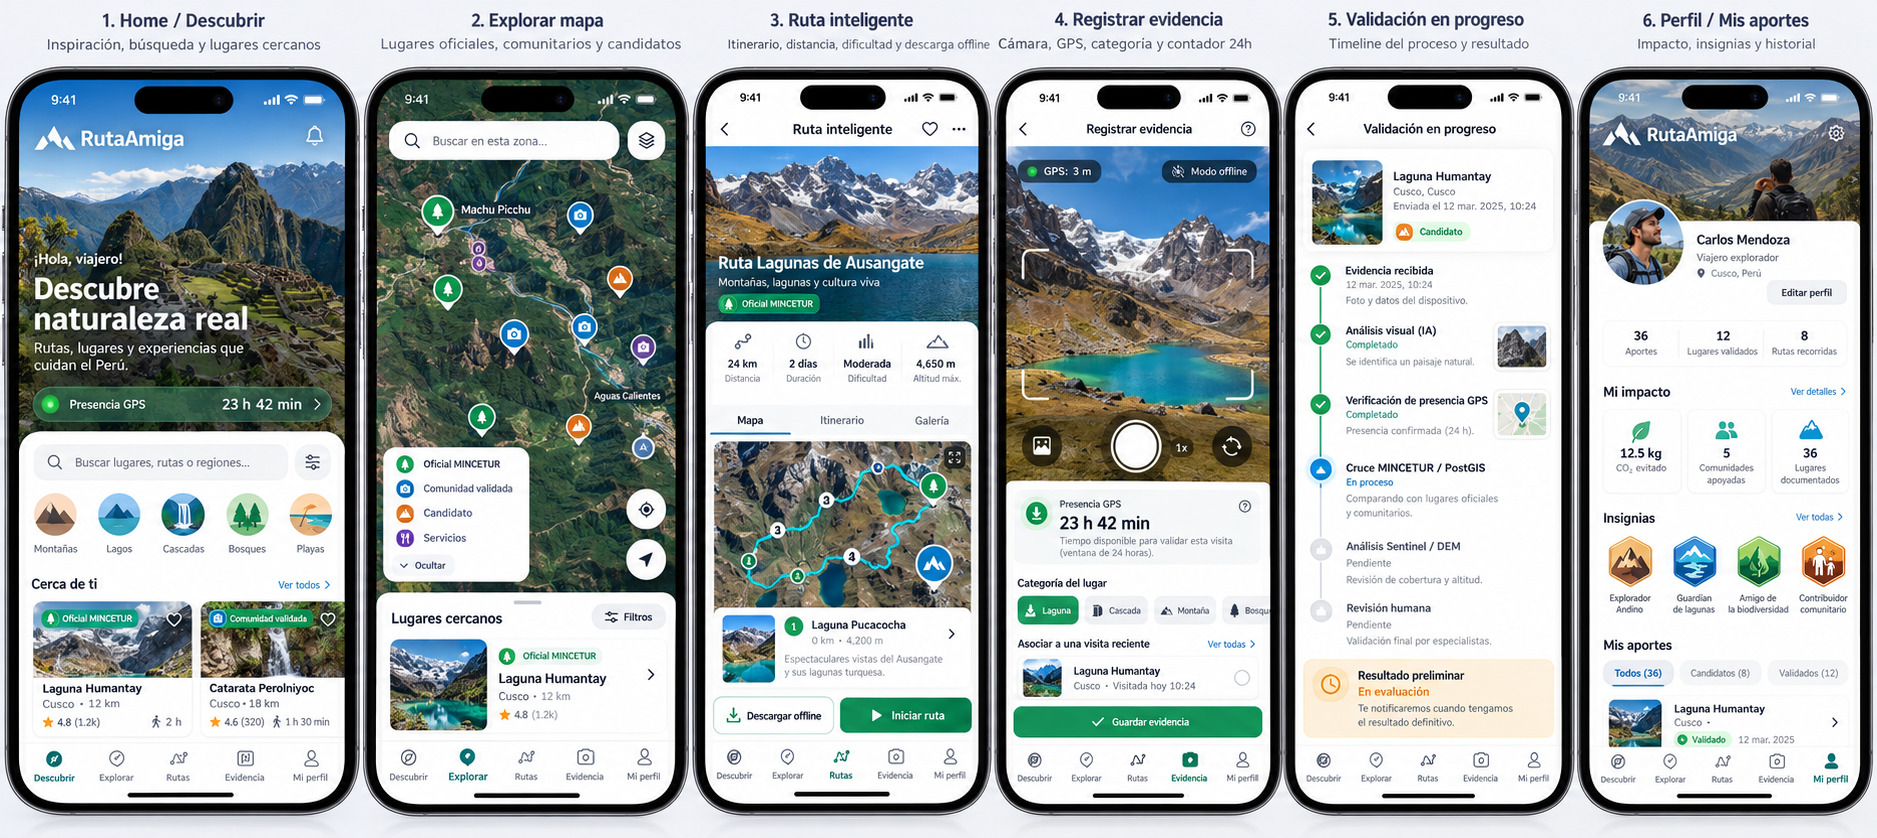 1. Home / Descubrir
Inspiración, búsqueda y lugares cercanos
9:41
RutaAmiga
¡Hola, viajero!
Descubre
naturaleza real
Rutas, lugares y experiencias que
cuidan el Perú.
Presencia GPS
23 h 42 min
Buscar lugares, rutas o regiones...
Montañas
Lagos
Cascadas
Bosques
Playas
Cerca de ti
Ver todos
Oficial MINCETUR
Laguna Humantay
Cusco • 12 km
4.8 (1.2k)
2 h
Comunidad validada
Catarata Perolniyoc
Cusco • 18 km
4.6 (320)
1 h 30 min
Descubrir
Explorar
Rutas
Evidencia
Mi perfil
2. Explorar mapa
Lugares oficiales, comunitarios y candidatos
9:41
Buscar en esta zona...
Machu Picchu
Aguas Calientes
Oficial MINCETUR
Comunidad validada
Candidato
Servicios
Ocultar
Lugares cercanos
Filtros
Oficial MINCETUR
Laguna Humantay
Cusco • 12 km
4.8 (1.2k)
Descubrir
Explorar
Rutas
Evidencia
Mi perfil
3. Ruta inteligente
Itinerario, distancia, dificultad y descarga offline
9:41
Ruta inteligente
Ruta Lagunas de Ausangate
Montañas, lagunas y cultura viva
Oficial MINCETUR
24 km
Distancia
2 días
Duración
Moderada
Dificultad
4,650 m
Altitud máx.
Mapa
Itinerario
Galería
3
3
4
1
2
1
Laguna Pucacocha
0 km • 4,200 m
Espectaculares vistas del Ausangate
y sus lagunas turquesa.
Descargar offline
Iniciar ruta
Descubrir
Explorar
Rutas
Evidencia
Mi perfil
4. Registrar evidencia
Cámara, GPS, categoría y contador 24h
9:41
Registrar evidencia
GPS: 3 m
Modo offline
1x
Presencia GPS
23 h 42 min
Tiempo disponible para validar esta visita
(ventana de 24 horas).
Categoría del lugar
Laguna
Cascada
Montaña
Bosqu
Asociar a una visita reciente
Ver todas
Laguna Humantay
Cusco • Visitada hoy 10:24
Guardar evidencia
Descubrir
Explorar
Rutas
Evidencia
Mi perfill
5. Validación en progreso
Timeline del proceso y resultado
9:41
Validación en progreso
Laguna Humantay
Cusco, Cusco
Enviada el 12 mar. 2025, 10:24
Candidato
Evidencia recibida
12 mar. 2025, 10:24
Foto y datos del dispositivo.
Análisis visual (IA)
Completado
Se identifica un paisaje natural.
Verificación de presencia GPS
Completado
Presencia confirmada (24 h).
Cruce MINCETUR / PostGIS
En proceso
Comparando con lugares oficiales
y comunitarios.
Análisis Sentinel / DEM
Pendiente
Revisión de cobertura y altitud.
Revisión humana
Pendiente
Validación final por especialistas.
Resultado preliminar
En evaluación
Te notificaremos cuando tengamos
el resultado definitivo.
Descubrir
Explorar
Rutas
Evidencia
Mi perfil
6. Perfil / Mis aportes
Impacto, insignias y historial
9:41
RutaAmiga
Carlos Mendoza
Viajero explorador
Cusco, Perú
Editar perfil
36
Aportes
12
Lugares validados
8
Rutas recorridas
Mi impacto
Ver detalles
12.5 kg
CO₂ evitado
5
Comunidades
apoyadas
36
Lugares
documentados
Insignias
Ver todas
Explorador
Andino
Guardian
de lagunas
Amigo de
la biodiversidad
Contribuidor
comunitario
Mis aportes
Todos (36)
Candidatos (8)
Validados (12)
Laguna Humantay
Cusco •
Validado
12 mar. 2025
Descubrir
Explorar
Rutas
Evidencia
Mi perfil